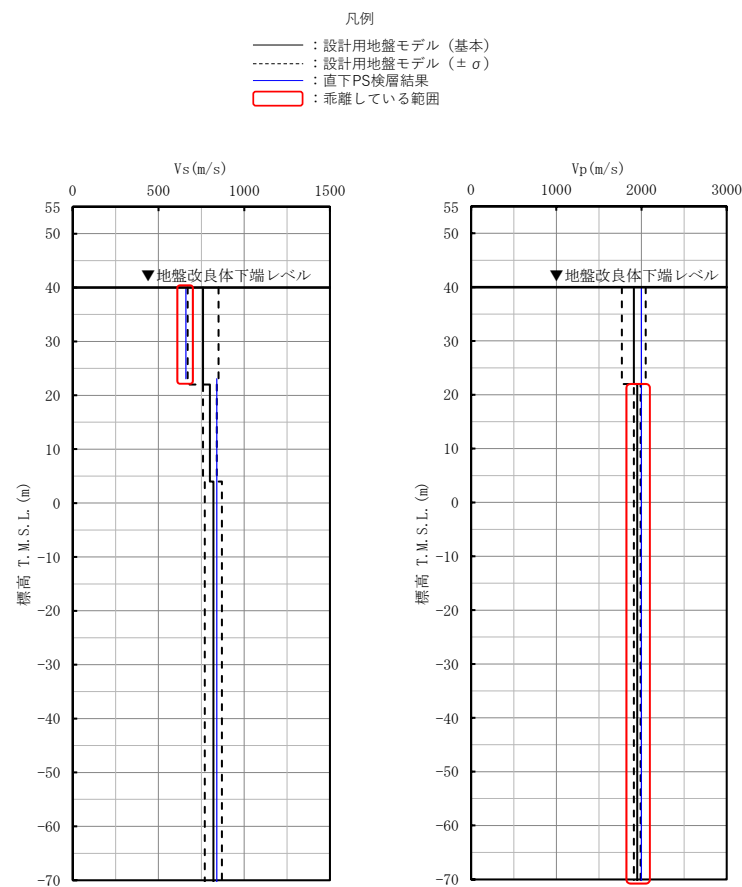 凡例
：設計用地盤モデル（基本）
：設計用地盤モデル（±σ）
：直下PS検層結果
：乖離している範囲
Vs(m/s)
0 500 1000 1500
55
50
▼地盤改良体下端レベル
40
30
20
10
0
-10
-20
-30
-40
-50
-60
-70
標高 T.M.S.L.(m)
Vp(m/s)
0 1000 2000 3000
55
50
▼地盤改良体下端レベル
40
30
20
10
0
-10
-20
-30
-40
-50
-60
-70
標高 T.M.S.L.(m)